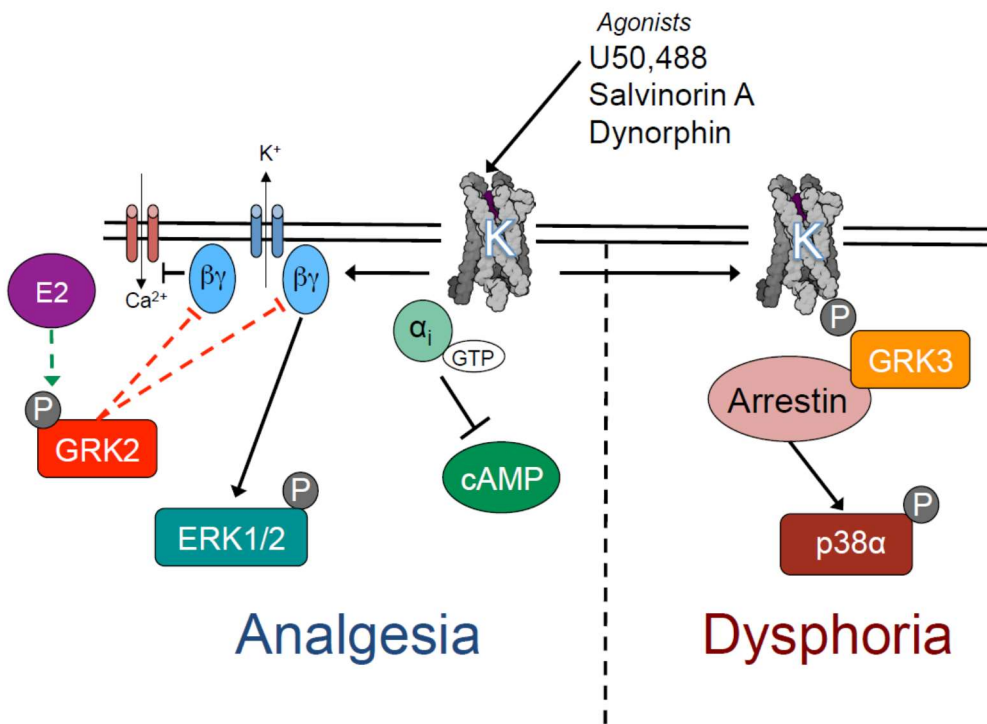 Agonists
U50,488
Salvinorin A
Dynorphin
K⁺
K
K
Ca²⁺
βγ
βγ
E2
αᵢ
GTP
P
P
GRK3
Arrestin
P
GRK2
cAMP
P
ERK1/2
P
p38α
Analgesia
Dysphoria